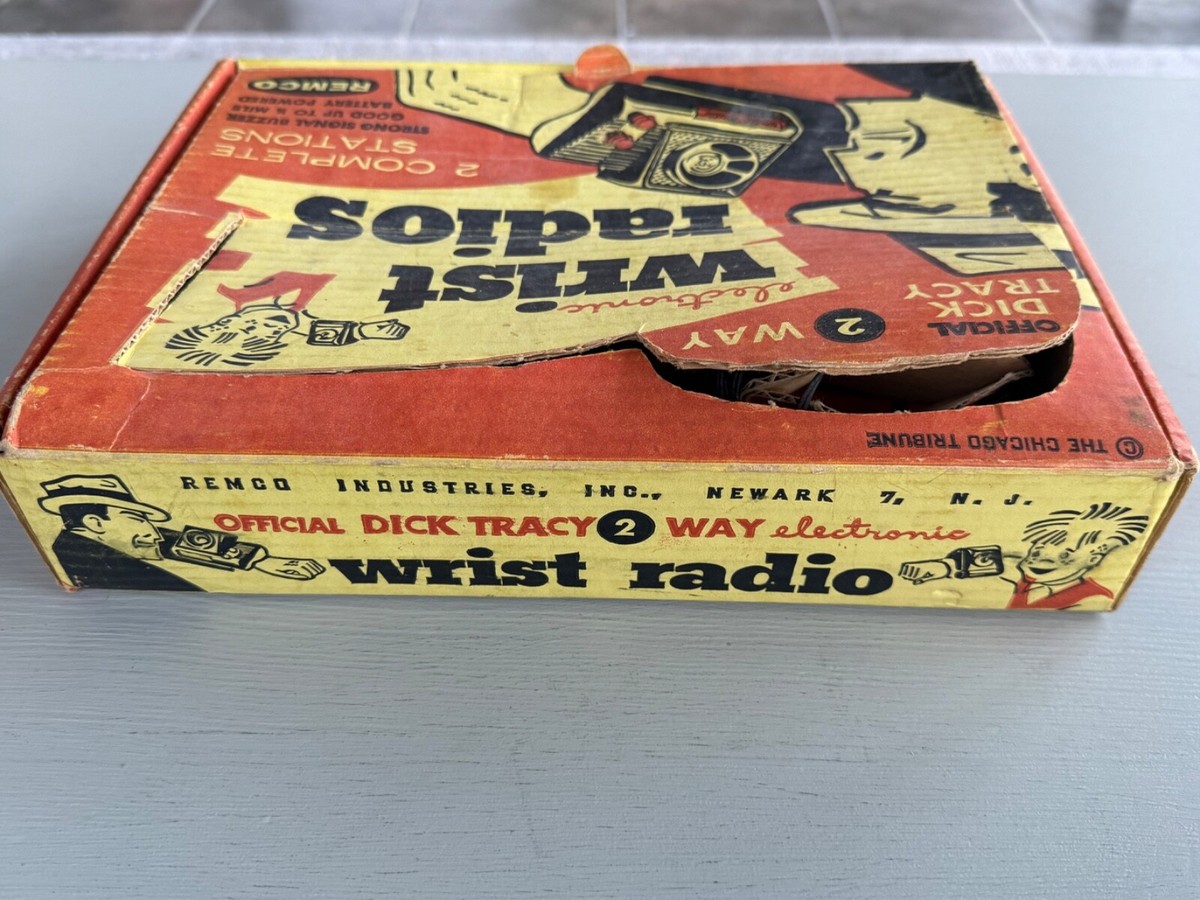 REMCO
STRONG SIGNAL BUZZER
GOOD UP TO ½ MILE
BATTERY POWERED
2 COMPLETE
STATIONS
OFFICIAL
DICK
TRACY
2 WAY
electronic
wrist
radios
© THE CHICAGO TRIBUNE
REMCO INDUSTRIES, INC., NEWARK 7, N. J.
OFFICIAL DICK TRACY 2 WAY electronic
wrist radio